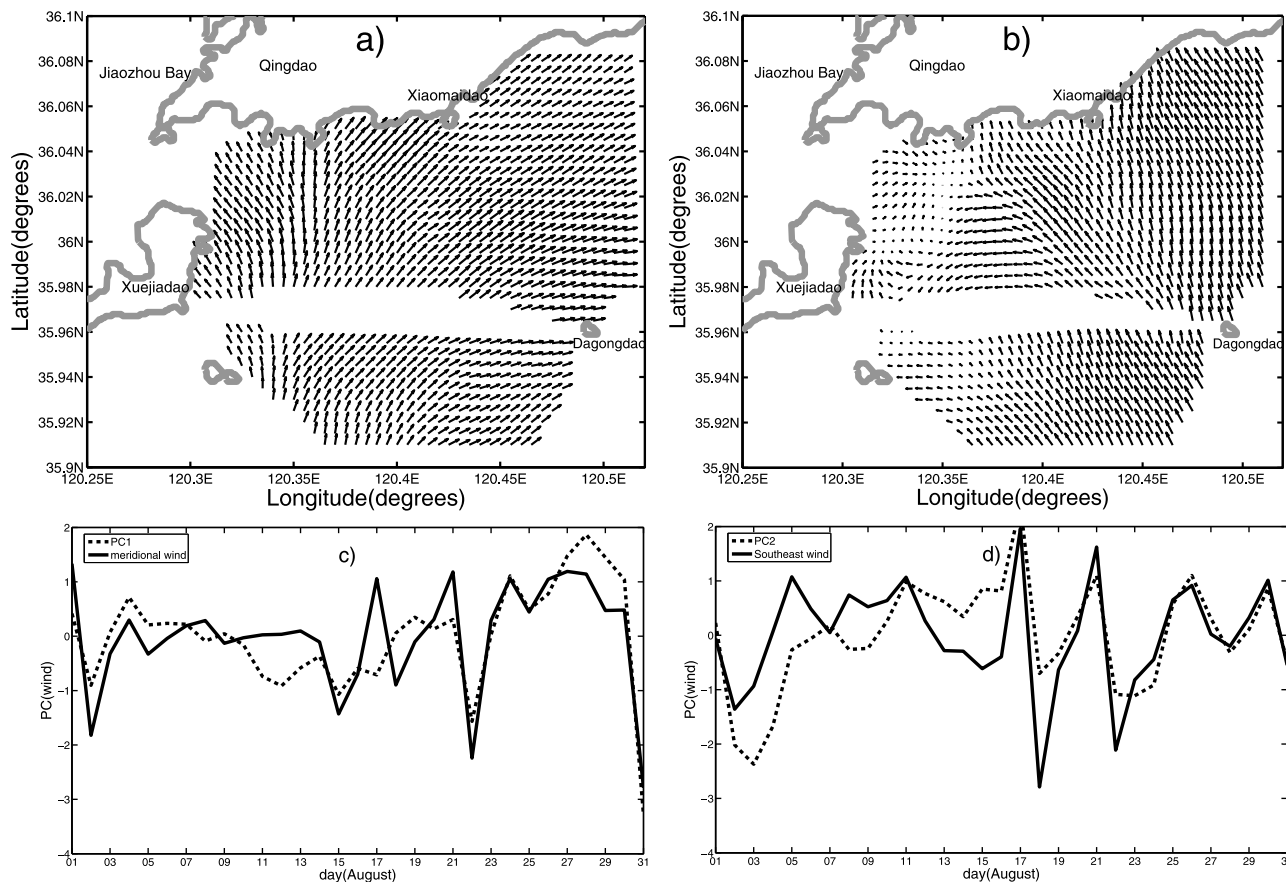 a)
36.1N
36.08N
36.06N
36.04N
36.02N
36N
35.98N
35.96N
35.94N
35.92N
35.9N
Latitude(degrees)
Jiaozhou Bay
Qingdao
Xiaomaidao
Xuejiadao
Dagongdao
120.25E
120.3E
120.35E
120.4E
120.45E
120.5E
Longitude(degrees)
b)
36.1N
36.08N
36.06N
36.04N
36.02N
36N
35.98N
35.96N
35.94N
35.92N
35.9N
Latitude(degrees)
Jiaozhou Bay
Qingdao
Xiaomaidao
Xuejiadao
Dagongdao
120.25E
120.3E
120.35E
120.4E
120.45E
120.5E
Longitude(degrees)
c)
PC1
meridional wind
2
1
0
−1
−2
−3
−4
PC(wind)
01
03
05
07
09
11
13
15
17
19
21
23
25
27
29
31
day(August)
d)
PC2
Southeast wind
2
1
0
−1
−2
−3
−4
PC(wind)
01
03
05
07
09
11
13
15
17
19
21
23
25
27
29
day(August)